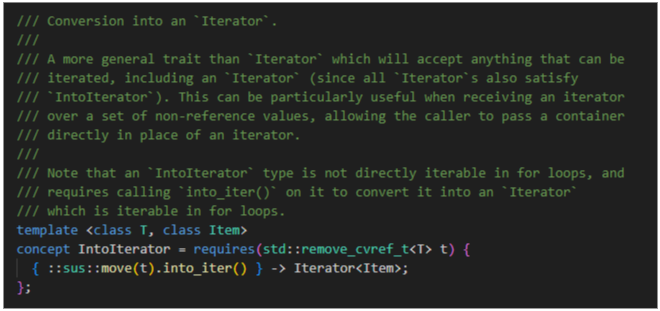 /// Conversion into an `Iterator`.
///
/// A more general trait than `Iterator` which will accept anything that can be
/// iterated, including an `Iterator` (since all `Iterator`s also satisfy
/// `IntoIterator`). This can be particularly useful when receiving an iterator
/// over a set of non-reference values, allowing the caller to pass a container
/// directly in place of an iterator.
///
/// Note that an `IntoIterator` type is not directly iterable in for loops, and
/// requires calling `into_iter()` on it to convert it into an `Iterator`
/// which is iterable in for loops.
template <class T, class Item>
concept IntoIterator = requires(std::remove_cvref_t<T> t) {
  { ::sus::move(t).into_iter() } -> Iterator<Item>;
};